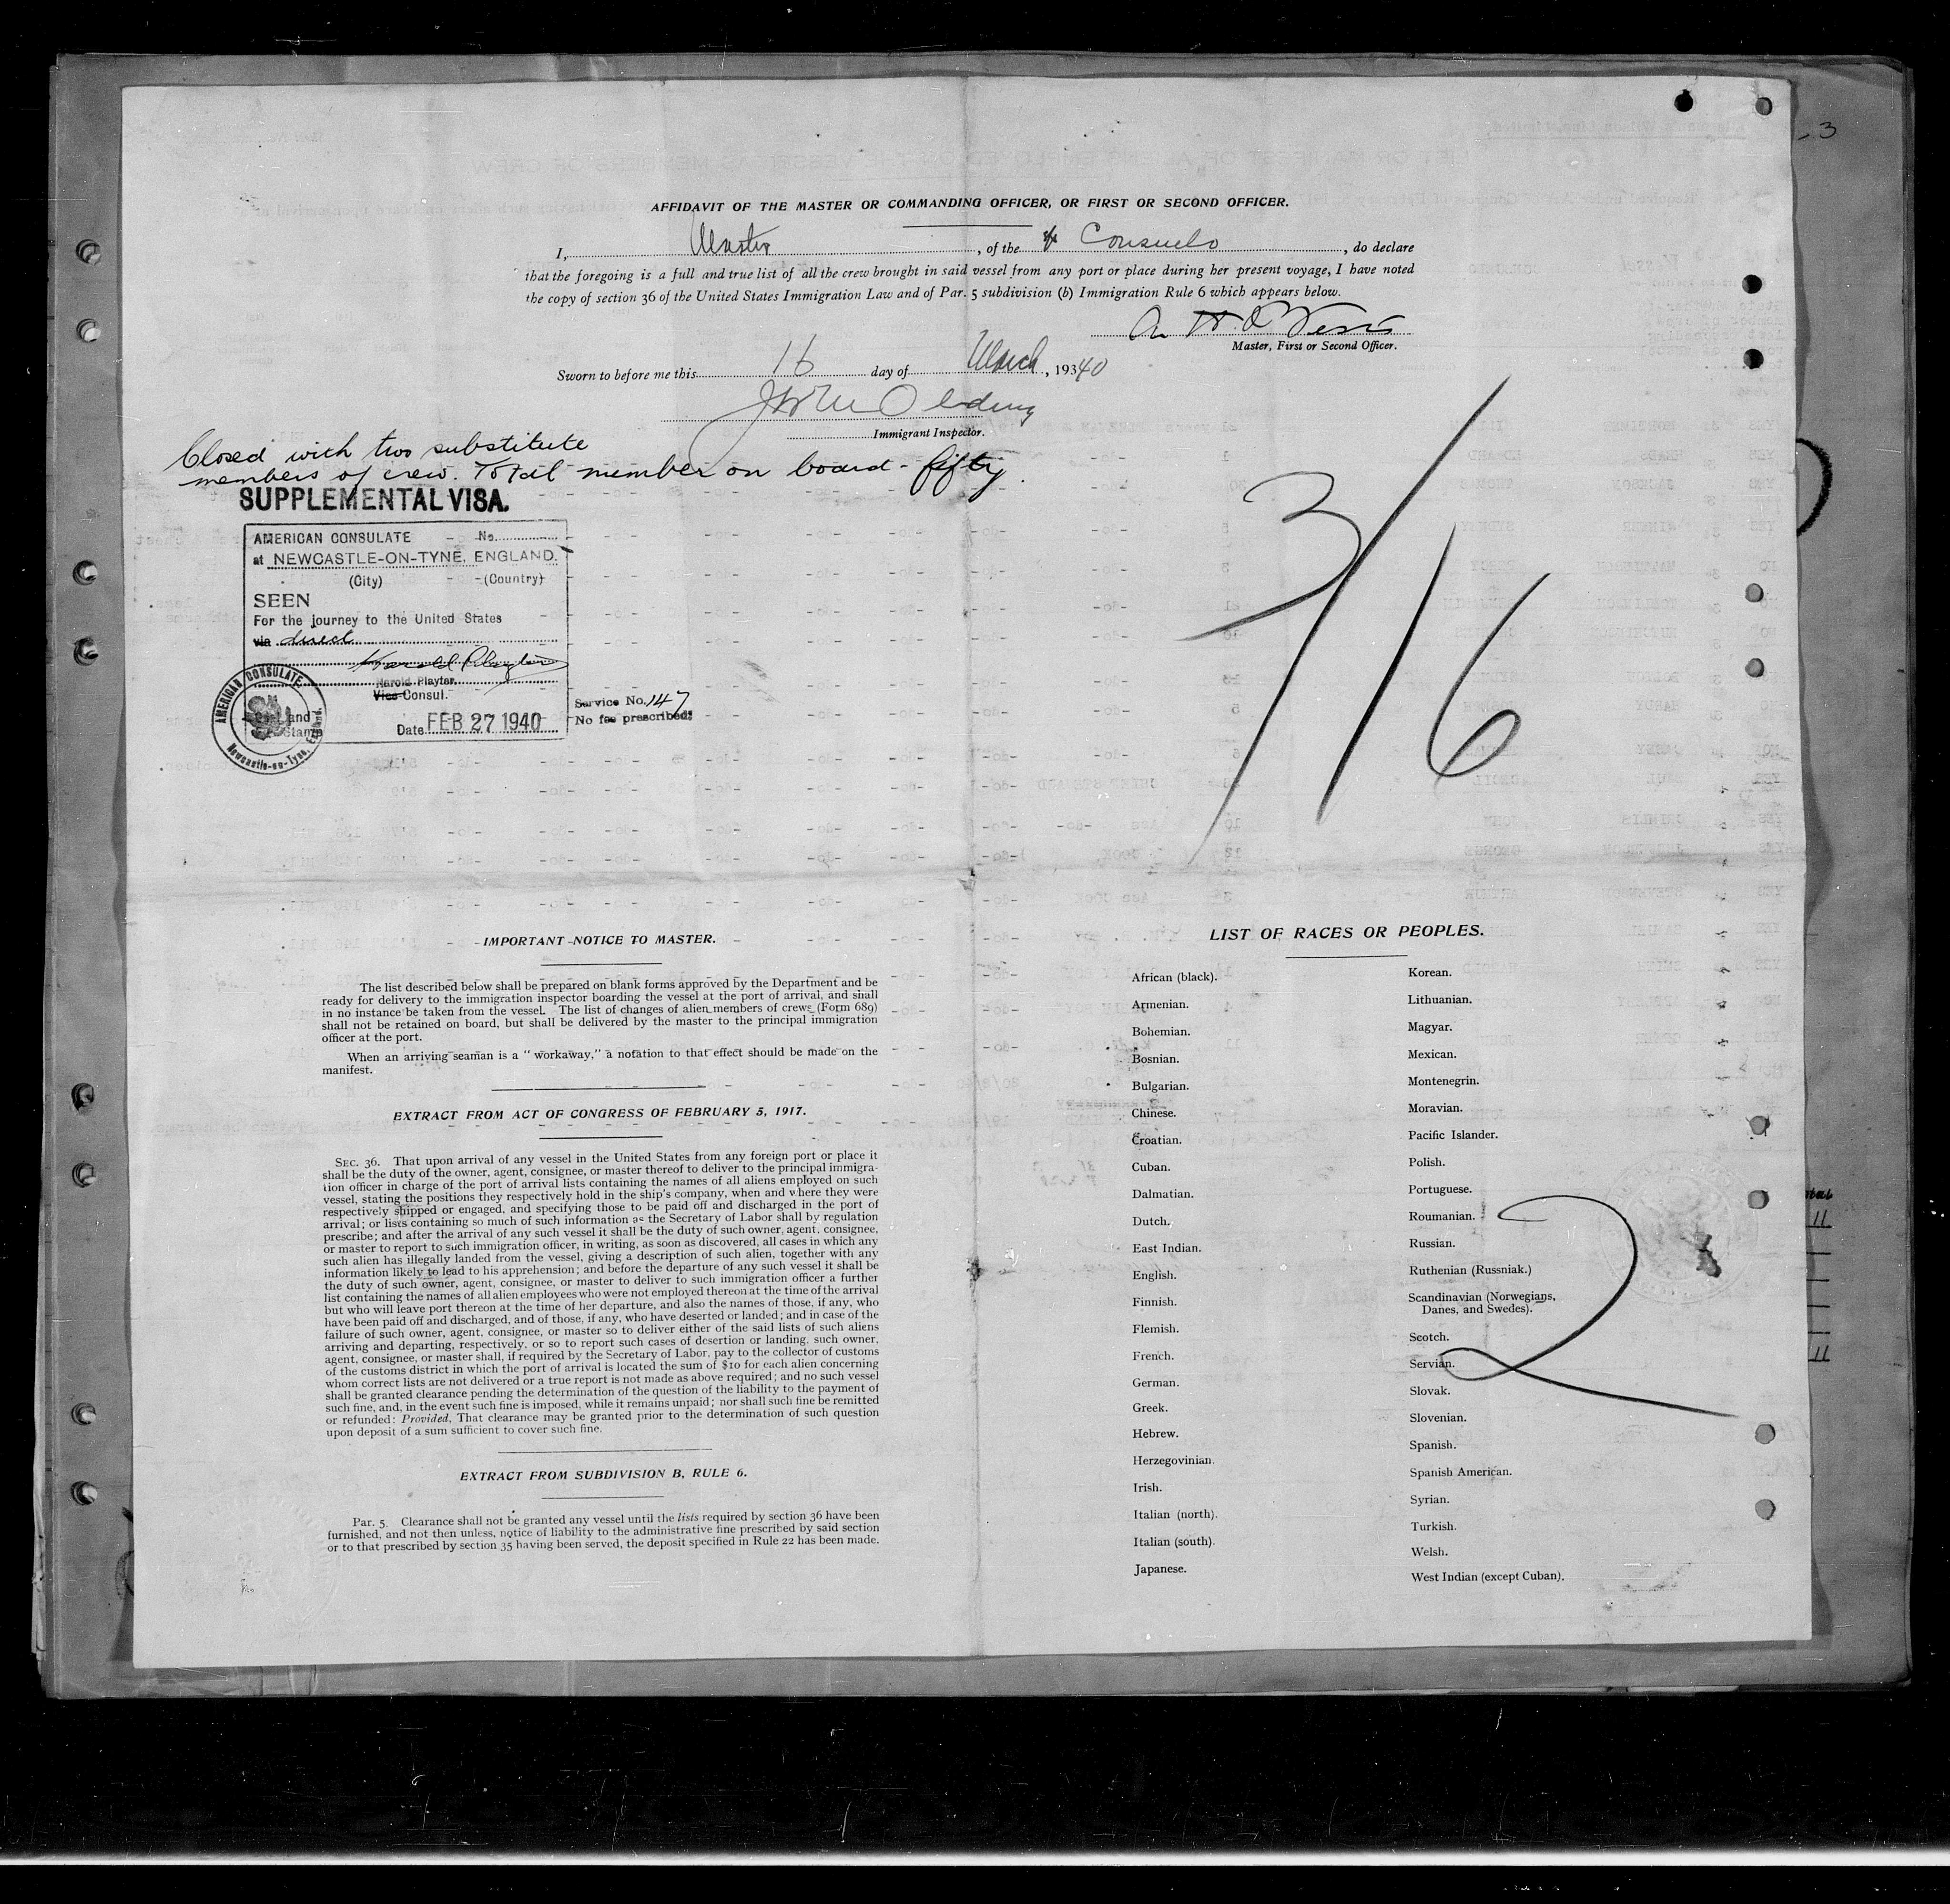 AFFIDAVIT OF THE MASTER OR COMMANDING OFFICER, OR FIRST OR SECOND OFFICER.
I, Master, of the Consuelo, do declare
that the foregoing is a full and true list of all the crew brought in said vessel from any port or place during her present voyage, I have noted
the copy of section 36 of the United States Immigration Law and of Par. 5 subdivision (b) Immigration Rule 6 which appears below.
Master, First or Second Officer.
Sworn to before me this 16 day of March, 19340
Immigrant Inspector.
Closed with two substitute
members of crew. Total member on board - fifty.
SUPPLEMENTAL VISA.
AMERICAN CONSULATE No.
at NEWCASTLE-ON-TYNE, ENGLAND.
(City) (Country)
SEEN
For the journey to the United States
via direct
Harold Playter
Harold Playter.
Vice Consul.
Date FEB 27 1940
Service No. 147
No fee prescribed.
AMERICAN CONSULATE
Newcastle-on-Tyne, England.
3/16
IMPORTANT NOTICE TO MASTER.
The list described below shall be prepared on blank forms approved by the Department and be
ready for delivery to the immigration inspector boarding the vessel at the port of arrival, and shall
in no instance be taken from the vessel. The list of changes of alien members of crews (Form 689)
shall not be retained on board, but shall be delivered by the master to the principal immigration
officer at the port.
When an arriving seaman is a "workaway," a notation to that effect should be made on the
manifest.
EXTRACT FROM ACT OF CONGRESS OF FEBRUARY 5, 1917.
SEC. 36. That upon arrival of any vessel in the United States from any foreign port or place it
shall be the duty of the owner, agent, consignee, or master thereof to deliver to the principal immigra-
tion officer in charge of the port of arrival lists containing the names of all aliens employed on such
vessel, stating the positions they respectively hold in the ship's company, when and where they were
respectively shipped or engaged, and specifying those to be paid off and discharged in the port of
arrival; or lists containing so much of such information as the Secretary of Labor shall by regulation
prescribe; and after the arrival of any such vessel it shall be the duty of such owner, agent, consignee,
or master to report to such immigration officer, in writing, as soon as discovered, all cases in which any
such alien has illegally landed from the vessel, giving a description of such alien, together with any
information likely to lead to his apprehension; and before the departure of any such vessel it shall be
the duty of such owner, agent, consignee, or master to deliver to such immigration officer a further
list containing the names of all alien employees who were not employed thereon at the time of the arrival
but who will leave port thereon at the time of her departure, and also the names of those, if any, who
have been paid off and discharged, and of those, if any, who have deserted or landed; and in case of the
failure of such owner, agent, consignee, or master so to deliver either of the said lists of such aliens
arriving and departing, respectively, or so to report such cases of desertion or landing, such owner,
agent, consignee, or master shall, if required by the Secretary of Labor, pay to the collector of customs
of the customs district in which the port of arrival is located the sum of $10 for each alien concerning
whom correct lists are not delivered or a true report is not made as above required; and no such vessel
shall be granted clearance pending the determination of the question of the liability to the payment of
such fine, and, in the event such fine is imposed, while it remains unpaid; nor shall such fine be remitted
or refunded: Provided, That clearance may be granted prior to the determination of such question
upon deposit of a sum sufficient to cover such fine.
EXTRACT FROM SUBDIVISION B, RULE 6.
Par. 5. Clearance shall not be granted any vessel until the lists required by section 36 have been
furnished, and not then unless, notice of liability to the administrative fine prescribed by said section
or to that prescribed by section 35 having been served, the deposit specified in Rule 22 has been made.
LIST OF RACES OR PEOPLES.
African (black).
Armenian.
Bohemian.
Bosnian.
Bulgarian.
Chinese.
Croatian.
Cuban.
Dalmatian.
Dutch.
East Indian.
English.
Finnish.
Flemish.
French.
German.
Greek.
Hebrew.
Herzegovinian.
Irish.
Italian (north).
Italian (south).
Japanese.
Korean.
Lithuanian.
Magyar.
Mexican.
Montenegrin.
Moravian.
Pacific Islander.
Polish.
Portuguese.
Roumanian.
Russian.
Ruthenian (Russniak.)
Scandinavian (Norwegians,
Danes, and Swedes).
Scotch.
Servian.
Slovak.
Slovenian.
Spanish.
Spanish American.
Syrian.
Turkish.
Welsh.
West Indian (except Cuban).
2